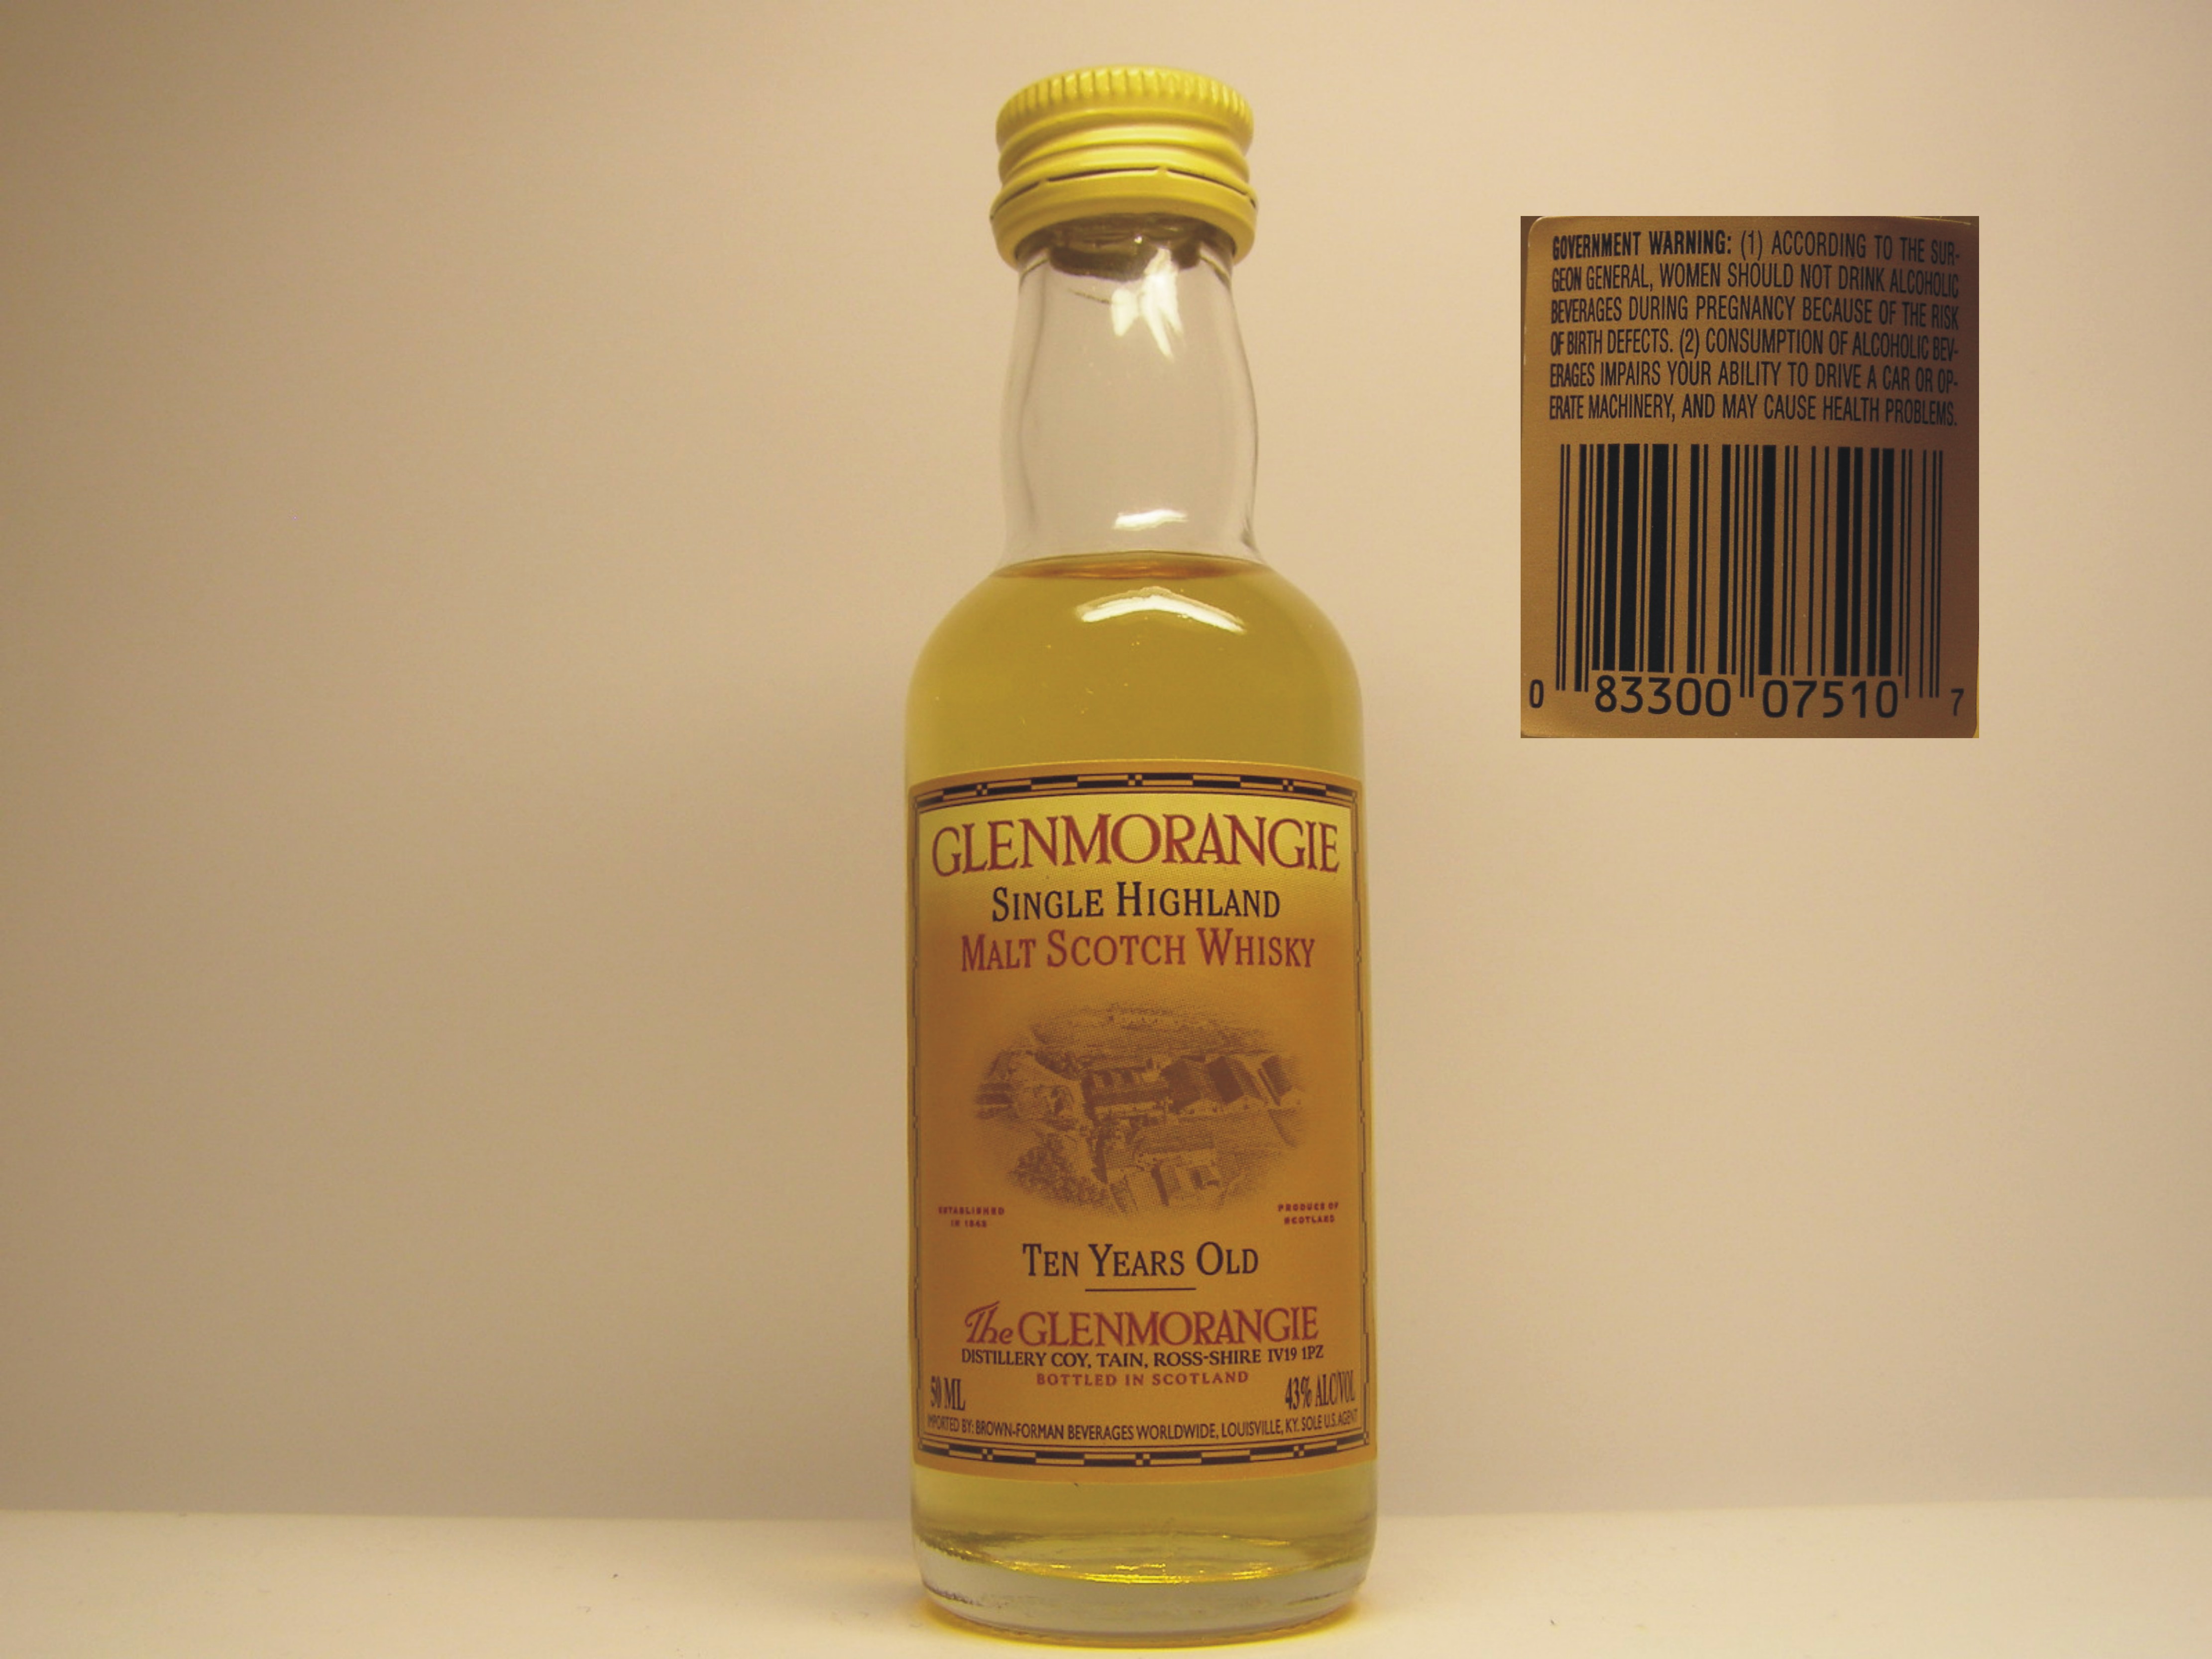 GLENMORANGIE
SINGLE HIGHLAND
MALT SCOTCH WHISKY
ESTABLISHED
IN 1843
PRODUCE OF
SCOTLAND
TEN YEARS OLD
The GLENMORANGIE
DISTILLERY COY, TAIN, ROSS-SHIRE IV19 1PZ
BOTTLED IN SCOTLAND
50 ML
43% ALC/VOL
IMPORTED BY: BROWN-FORMAN BEVERAGES WORLDWIDE, LOUISVILLE, KY. SOLE U.S. AGENT
GOVERNMENT WARNING: (1) ACCORDING TO THE SUR-
GEON GENERAL, WOMEN SHOULD NOT DRINK ALCOHOLIC
BEVERAGES DURING PREGNANCY BECAUSE OF THE RISK
OF BIRTH DEFECTS. (2) CONSUMPTION OF ALCOHOLIC BEV-
ERAGES IMPAIRS YOUR ABILITY TO DRIVE A CAR OR OP-
ERATE MACHINERY, AND MAY CAUSE HEALTH PROBLEMS.
0 83300 07510 7